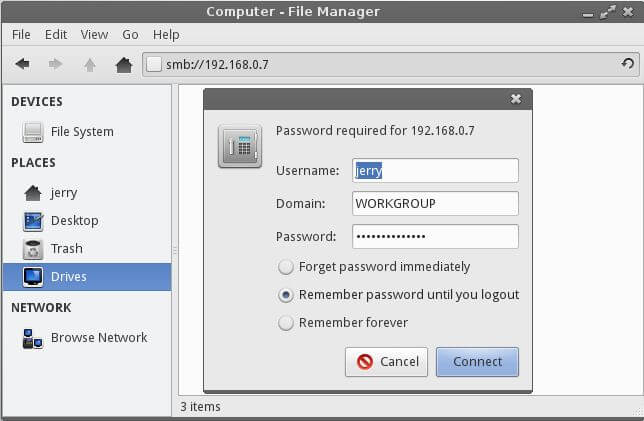 Computer - File Manager
File Edit View Go Help
smb://192.168.0.7
DEVICES
File System
PLACES
jerry
Desktop
Trash
Drives
NETWORK
Browse Network
Password required for 192.168.0.7
Username: jerry
Domain: WORKGROUP
Password: ••••••••••••••
Forget password immediately
Remember password until you logout
Remember forever
Cancel Connect
3 items